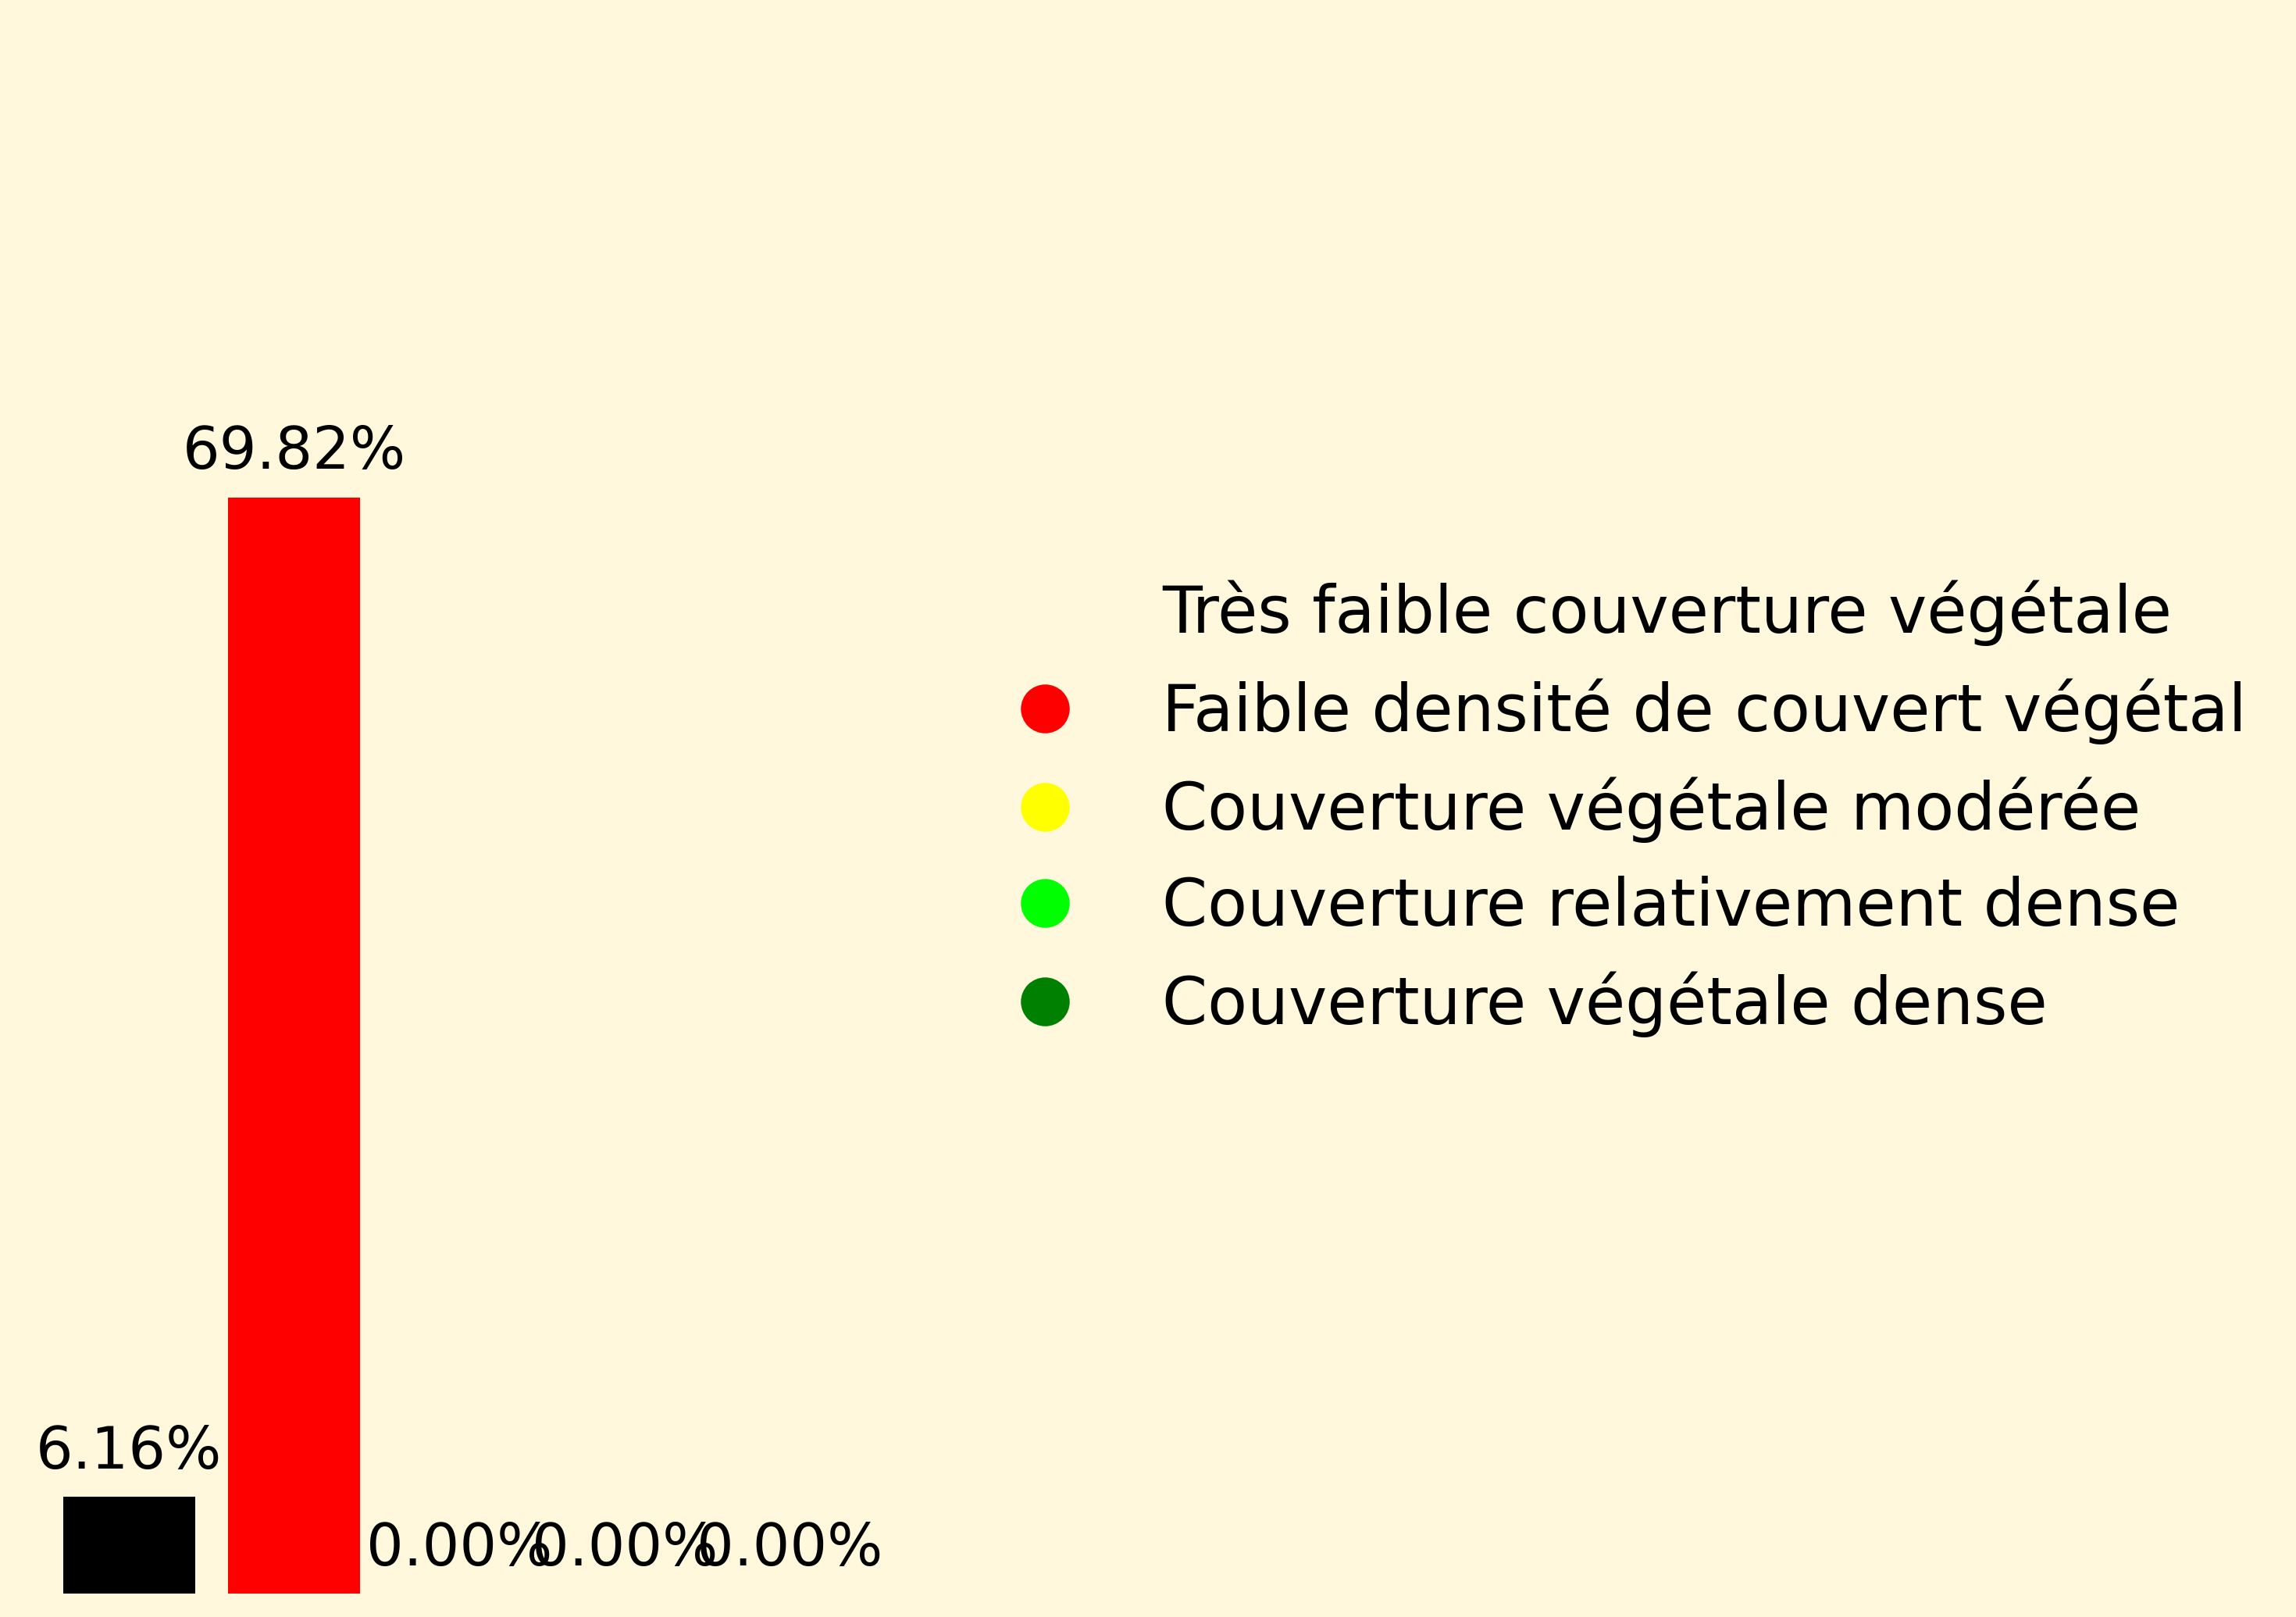 69.82%
Très faible couverture végétale
Faible densité de couvert végétal
Couverture végétale modérée
Couverture relativement dense
Couverture végétale dense
6.16%
0.00% 0.00% 0.00%